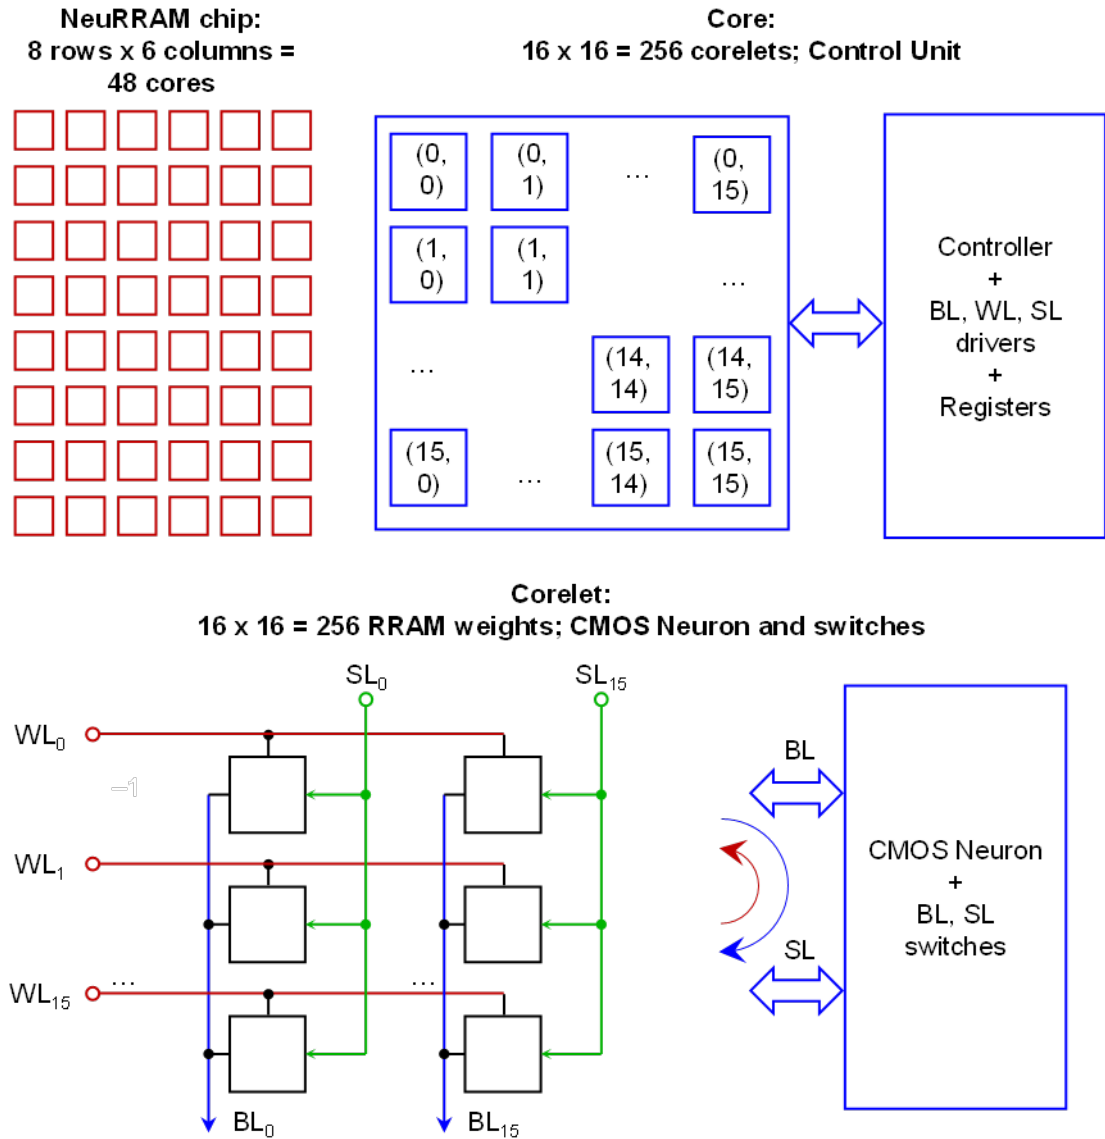 NeuRRAM chip:
8 rows x 6 columns =
48 cores
Core:
16 x 16 = 256 corelets; Control Unit
(0,
0)
(0,
1)
...
(0,
15)
(1,
0)
(1,
1)
...
...
(14,
14)
(14,
15)
(15,
0)
...
(15,
14)
(15,
15)
Controller
+
BL, WL, SL
drivers
+
Registers
Corelet:
16 x 16 = 256 RRAM weights; CMOS Neuron and switches
SL0
SL15
WL0
–1
WL1
WL15
...
...
BL0
BL15
BL
SL
CMOS Neuron
+
BL, SL
switches